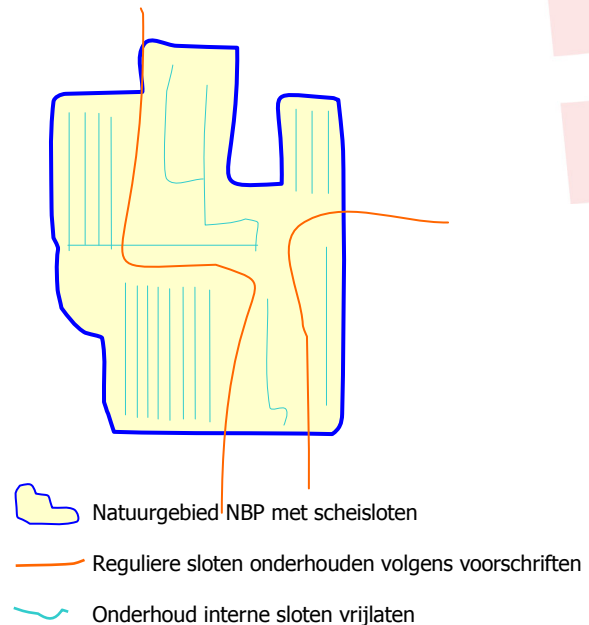 Natuurgebied NBP met scheisloten
Reguliere sloten onderhouden volgens voorschriften
Onderhoud interne sloten vrijlaten